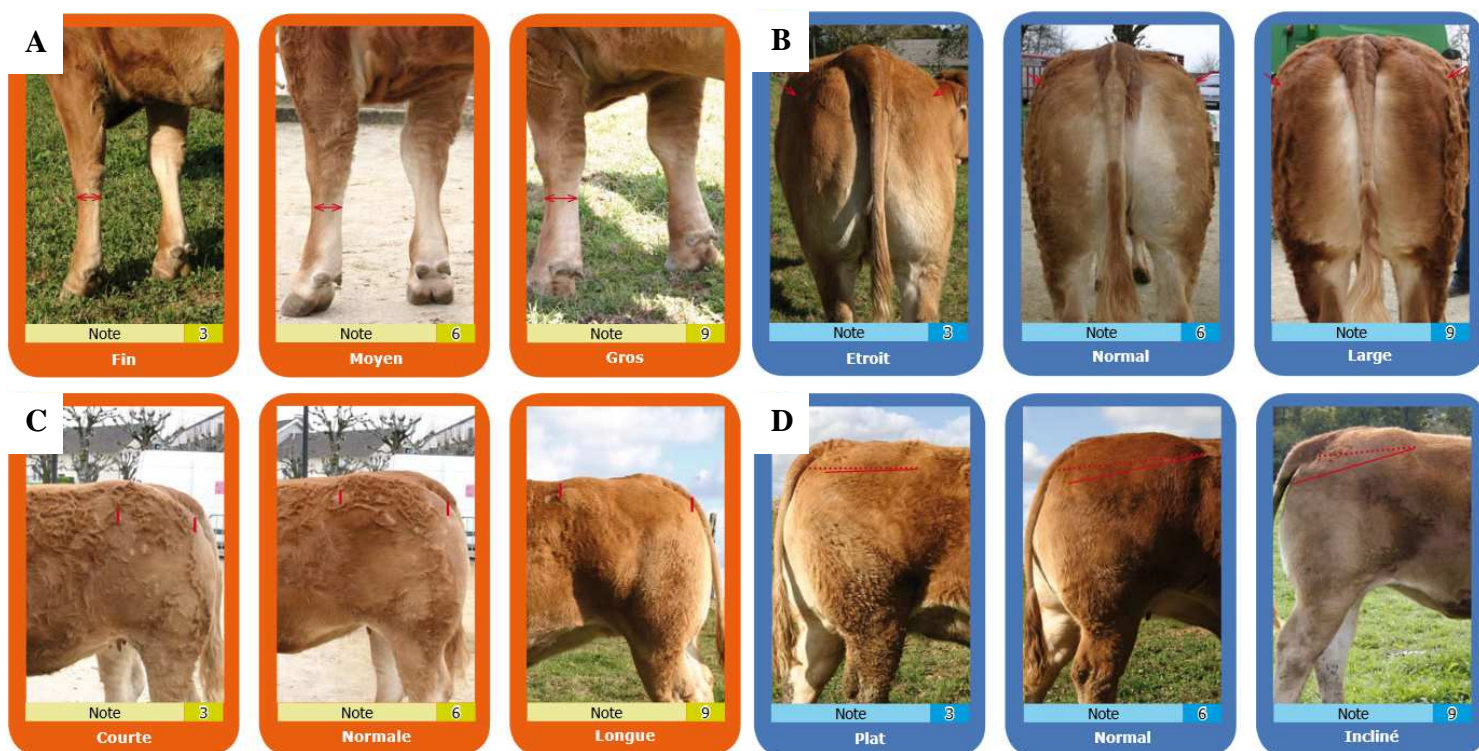 A
Note 3
Fin
Note 6
Moyen
Note 9
Gros
B
Note 3
Etroit
Note 6
Normal
Note 9
Large
C
Note 3
Courte
Note 6
Normale
Note 9
Longue
D
Note 3
Plat
Note 6
Normal
Note 9
Incliné